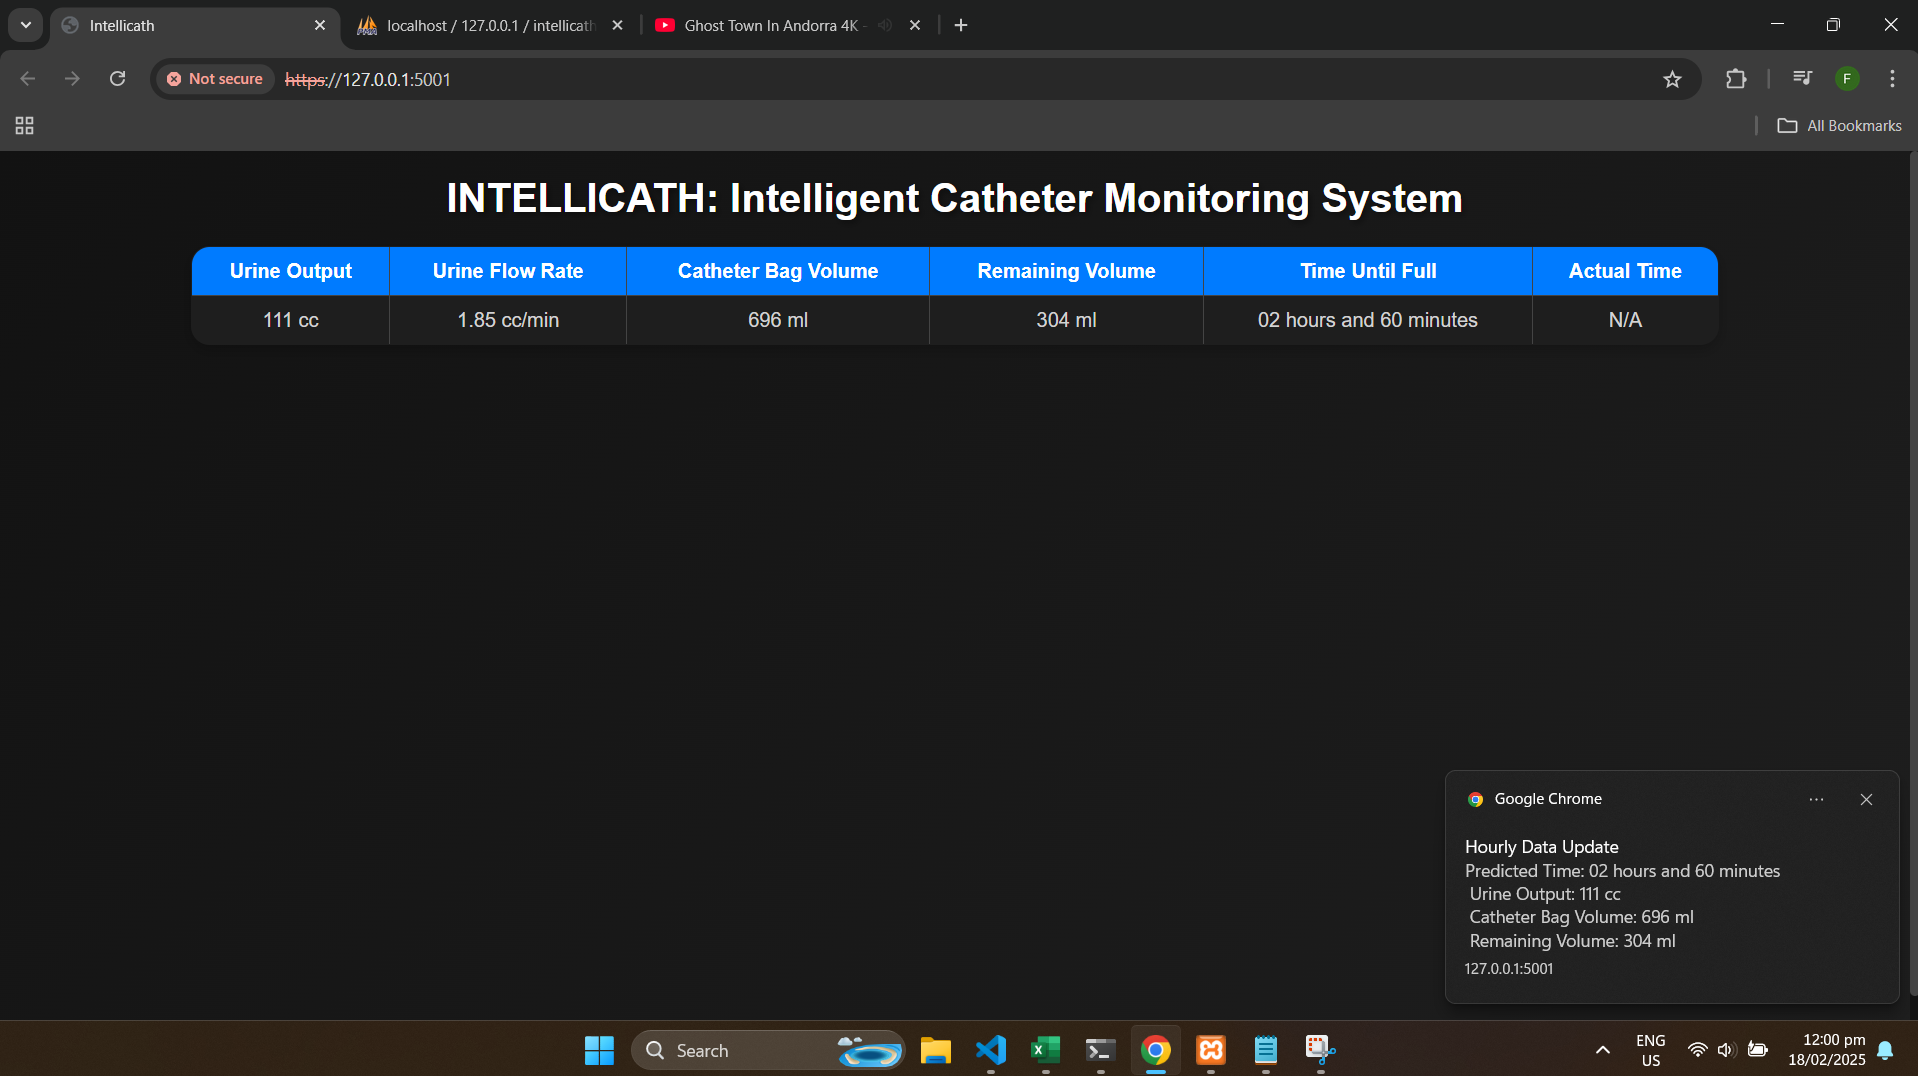 Intellicath
localhost / 127.0.0.1 / intellicath
Ghost Town In Andorra 4K -
Not secure
https://127.0.0.1:5001
F
All Bookmarks
INTELLICATH: Intelligent Catheter Monitoring System
Urine Output Urine Flow Rate Catheter Bag Volume Remaining Volume Time Until Full Actual Time
111 cc 1.85 cc/min 696 ml 304 ml 02 hours and 60 minutes N/A
Google Chrome
Hourly Data Update
Predicted Time: 02 hours and 60 minutes
Urine Output: 111 cc
Catheter Bag Volume: 696 ml
Remaining Volume: 304 ml
127.0.0.1:5001
Search
ENG
US
12:00 pm
18/02/2025